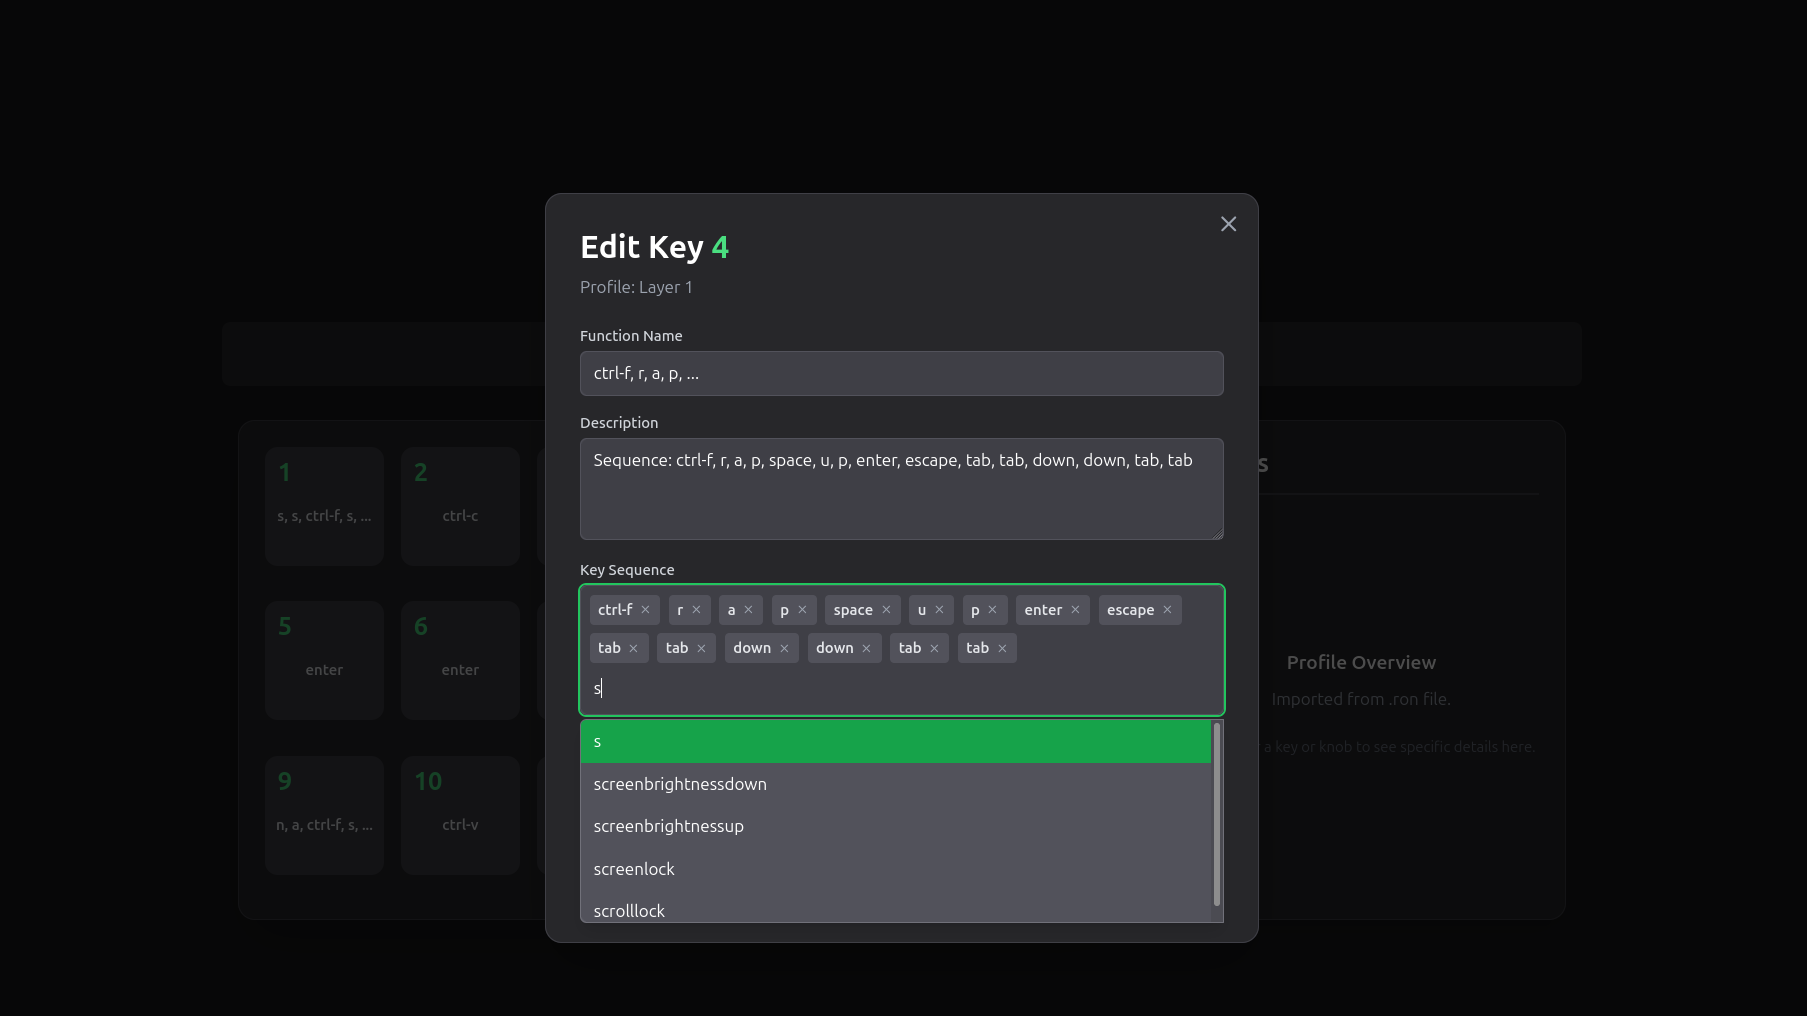 Edit Key 4
Profile: Layer 1
Function Name
ctrl-f, r, a, p, ...
Description
Sequence: ctrl-f, r, a, p, space, u, p, enter, escape, tab, tab, down, down, tab, tab
Key Sequence
ctrl-f × r × a × p × space × u × p × enter × escape ×
tab × tab × down × down × tab × tab ×
s
s
screenbrightnessdown
screenbrightnessup
screenlock
scrolllock
1
s, s, ctrl-f, s, ...
2
ctrl-c
5
enter
6
enter
9
n, a, ctrl-f, s, ...
10
ctrl-v
s
Profile Overview
Imported from .ron file.
a key or knob to see specific details here.